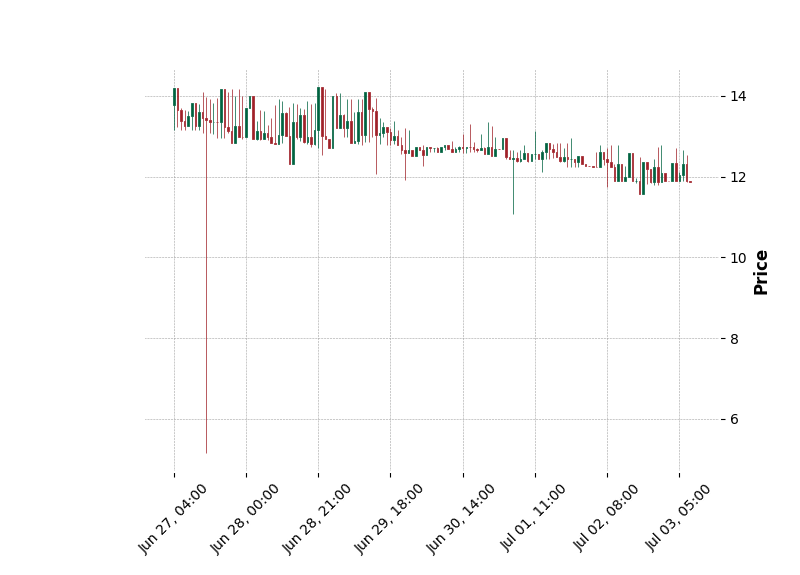 14
12
10
8
6
Price
Jun 27, 04:00
Jun 28, 00:00
Jun 28, 21:00
Jun 29, 18:00
Jun 30, 14:00
Jul 01, 11:00
Jul 02, 08:00
Jul 03, 05:00